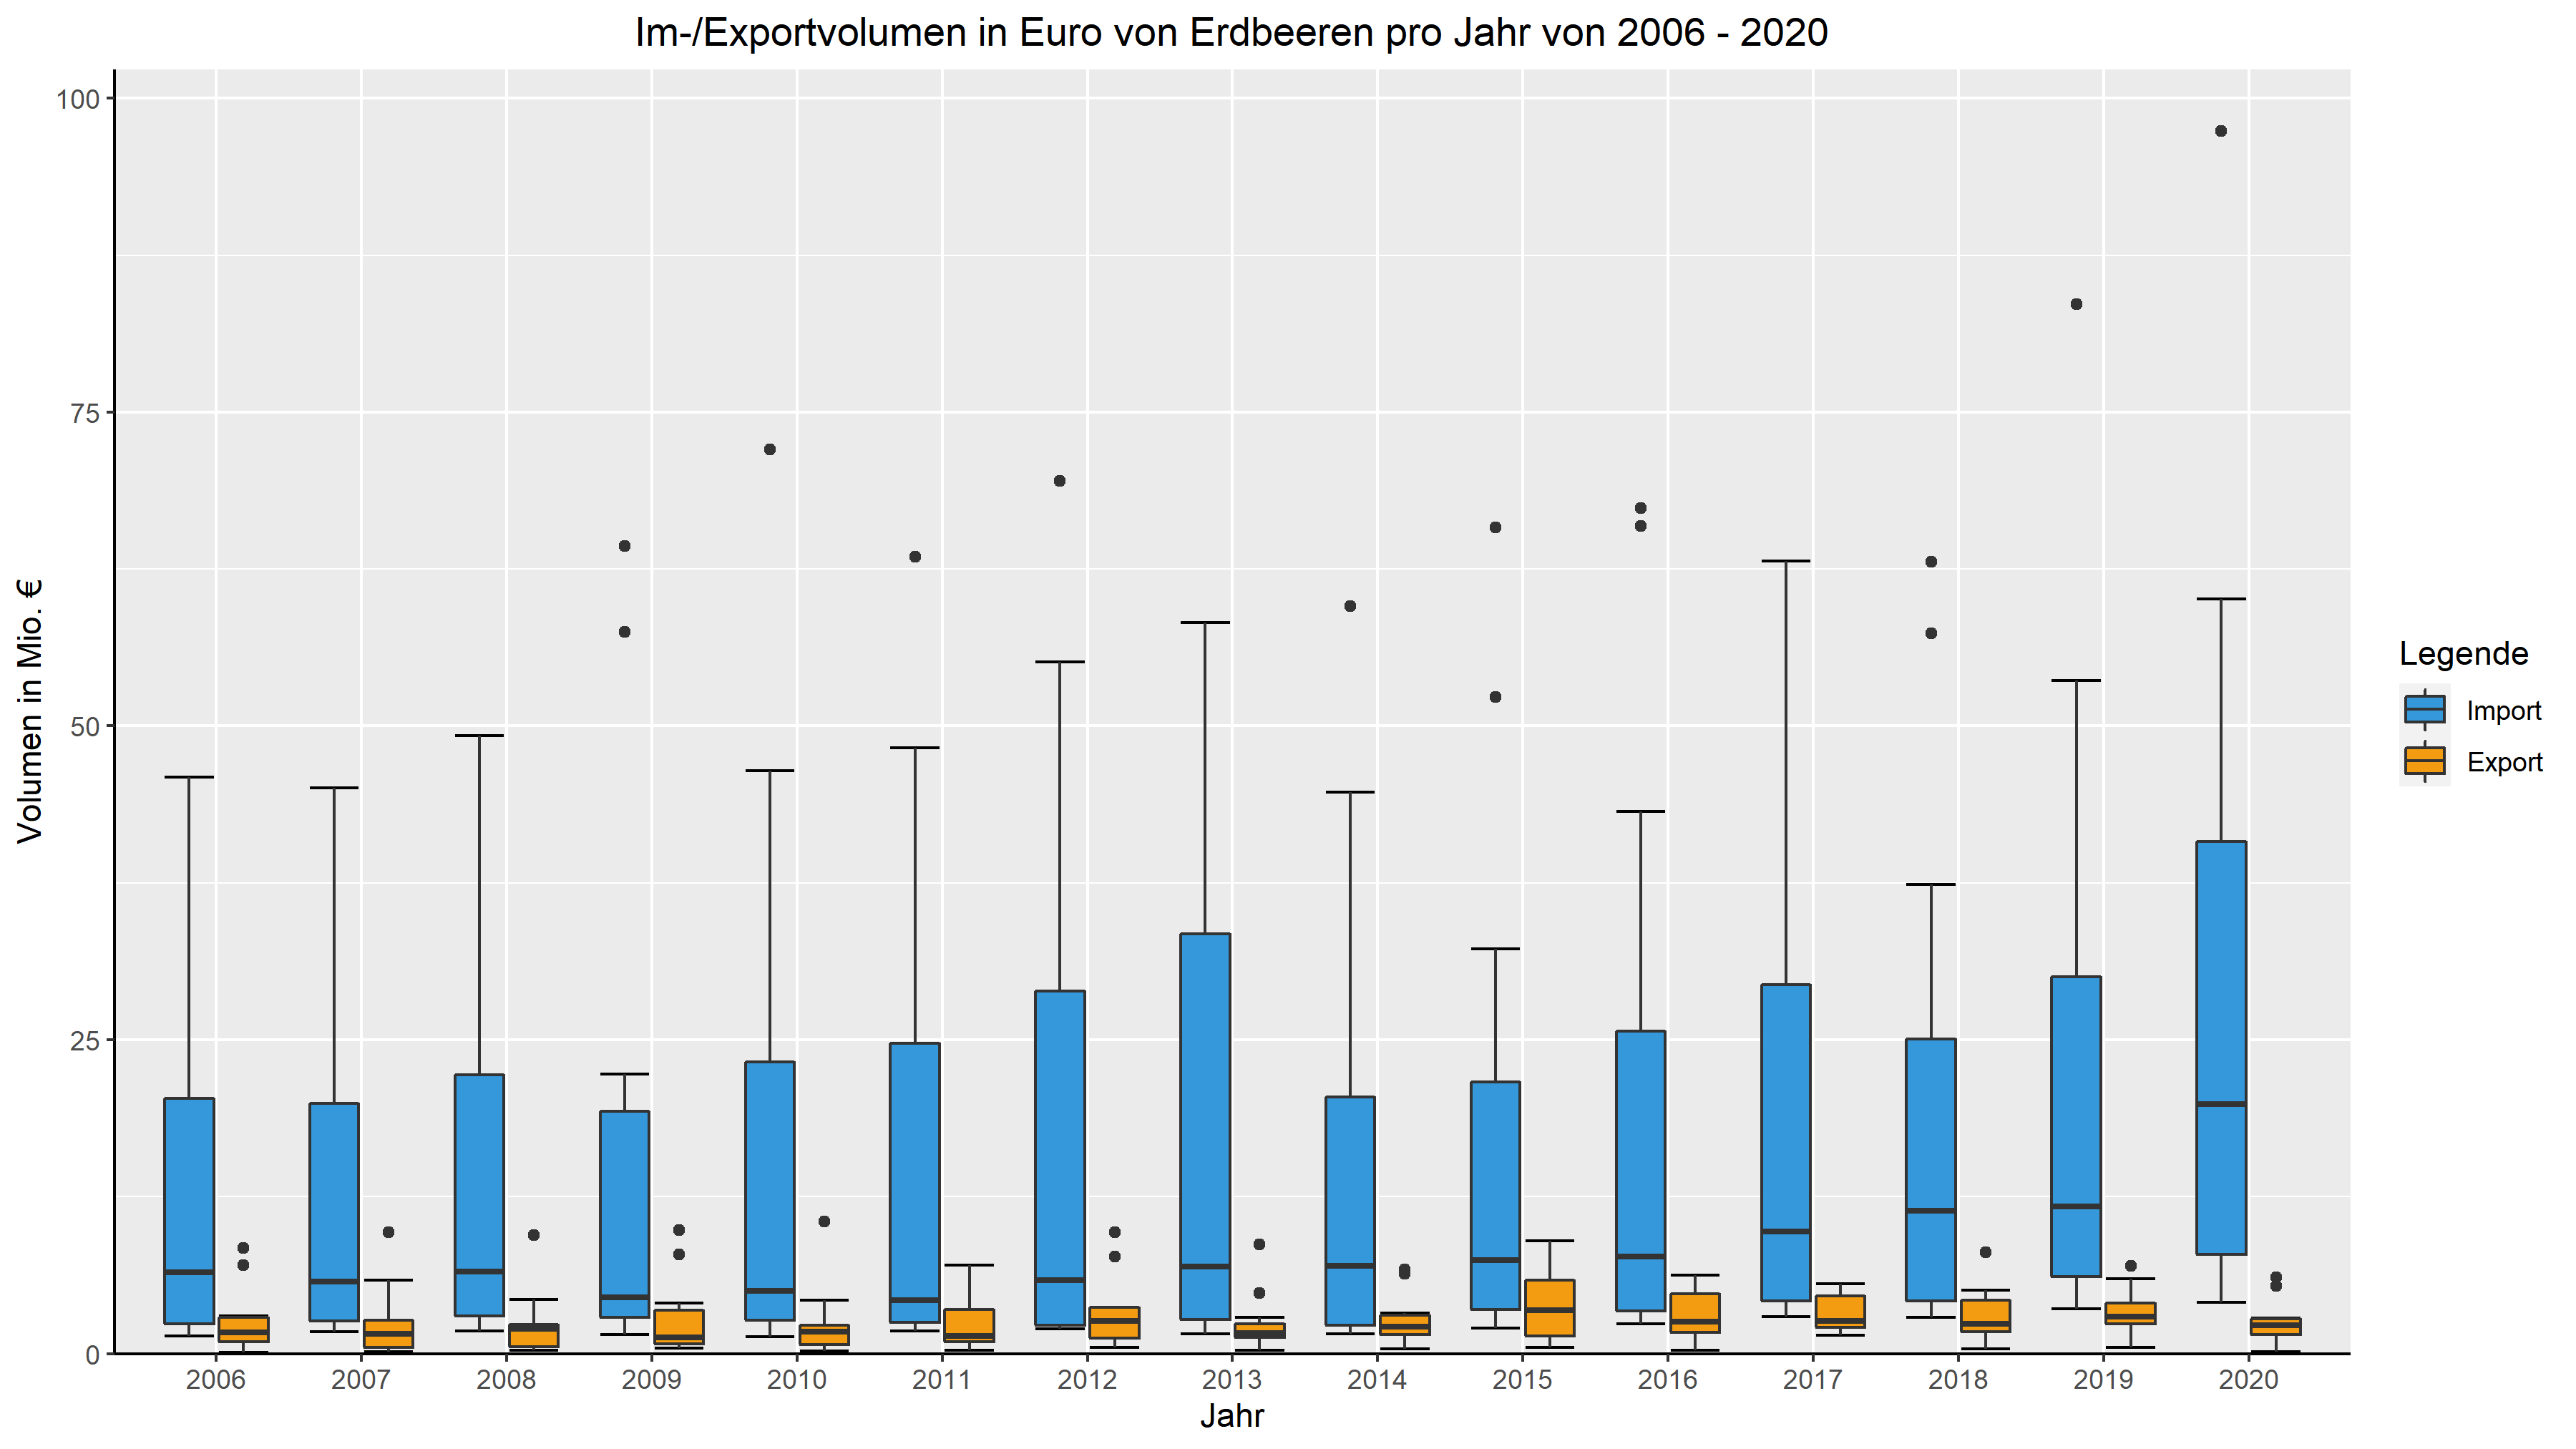 Im-/Exportvolumen in Euro von Erdbeeren pro Jahr von 2006 - 2020
100
75
50
25
0
Volumen in Mio. €
2006 2007 2008 2009 2010 2011 2012 2013 2014 2015 2016 2017 2018 2019 2020
Jahr
Legende
Import
Export